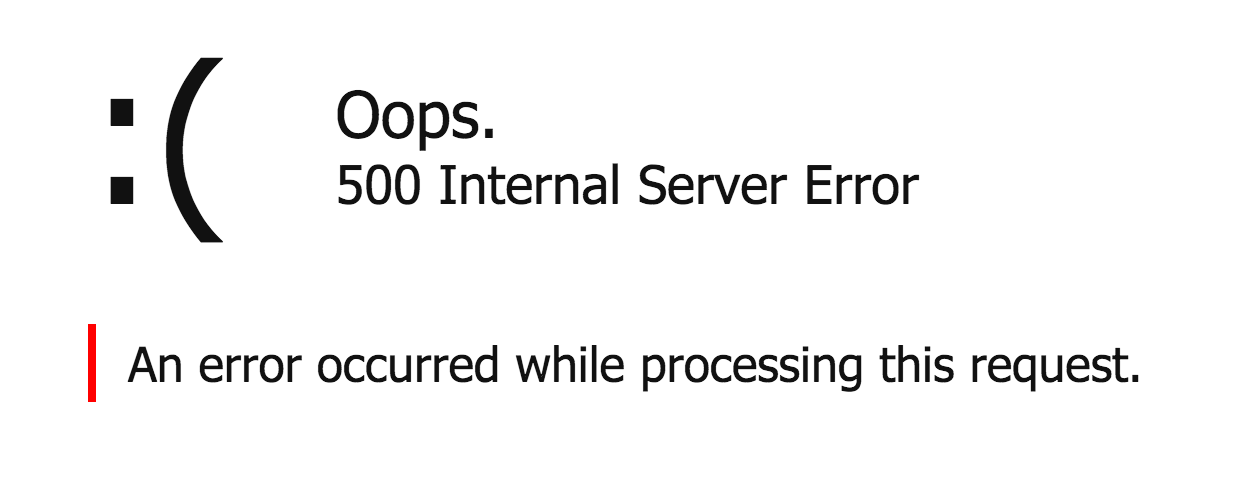 :(
Oops.
500 Internal Server Error
An error occurred while processing this request.